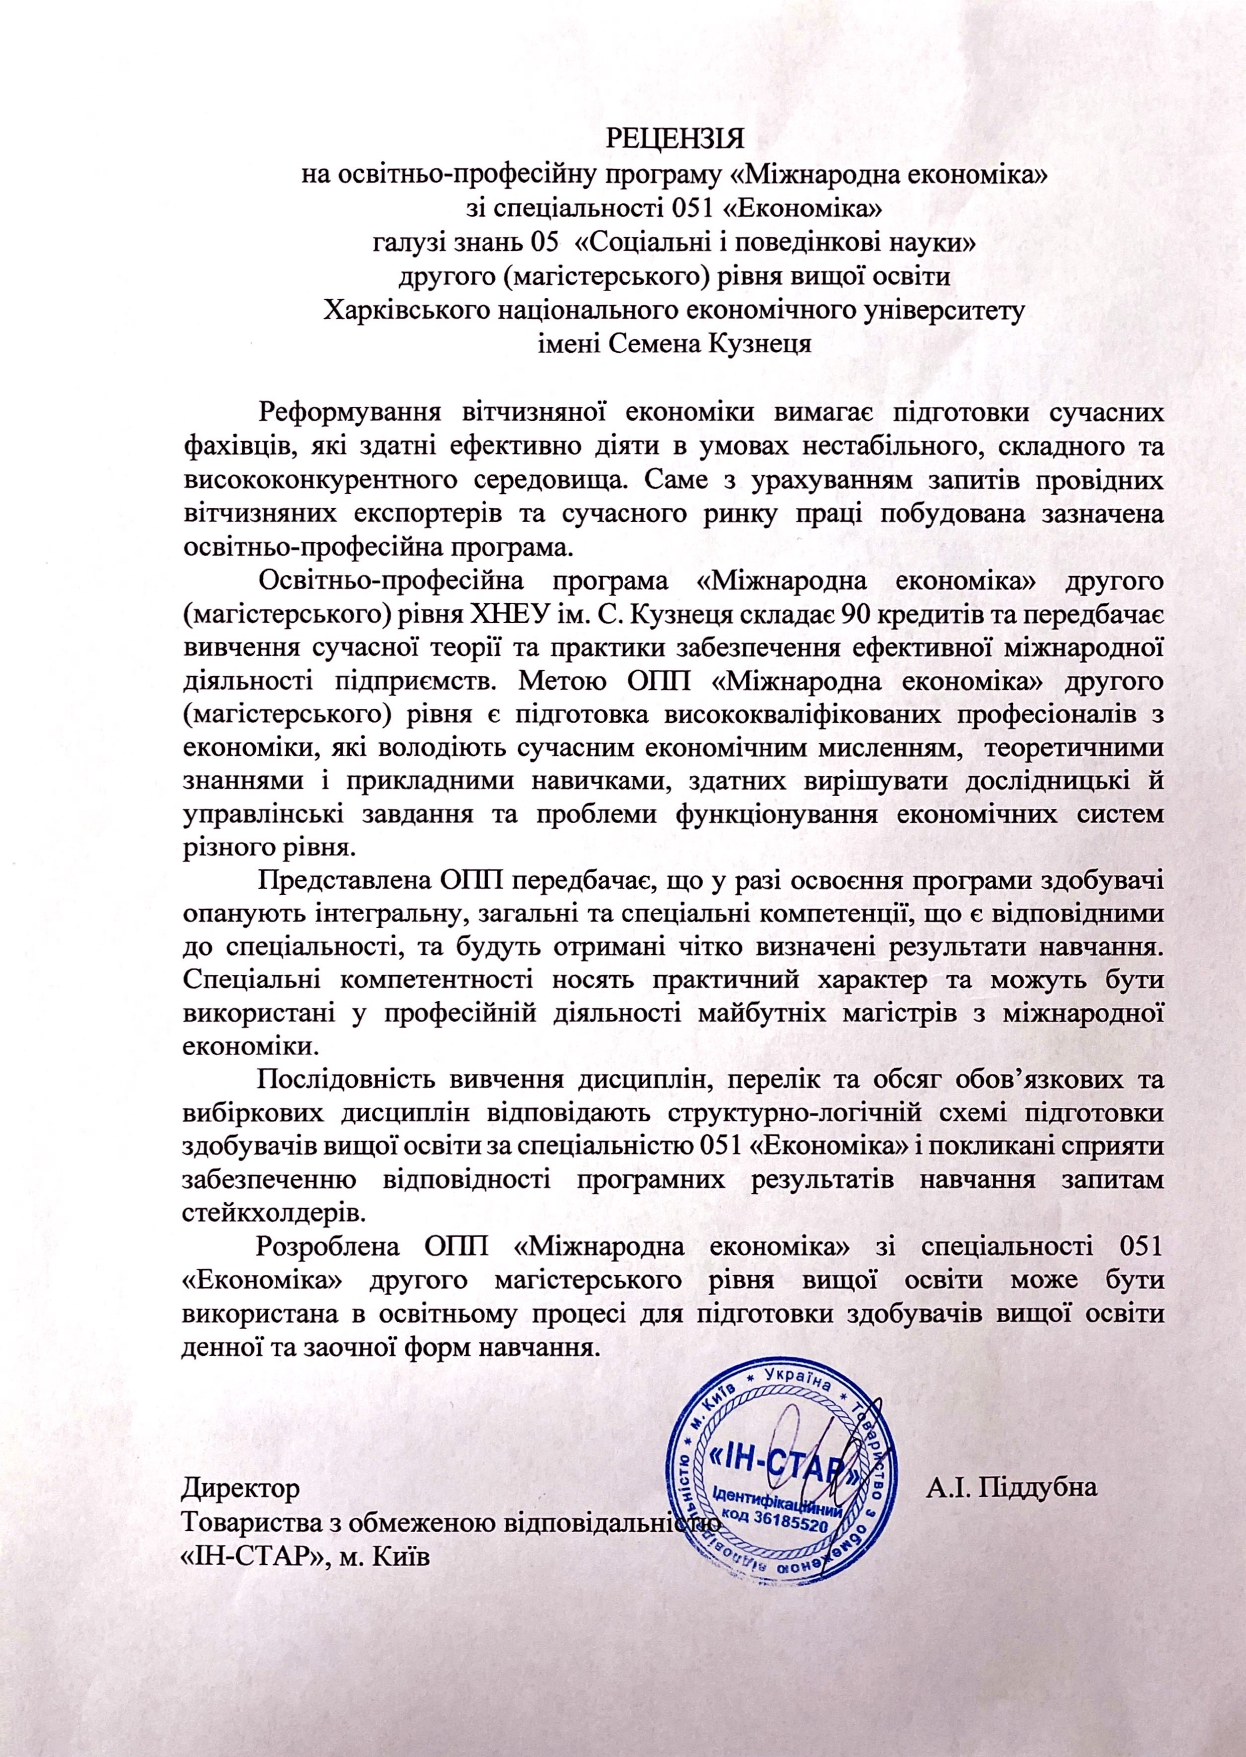 РЕЦЕНЗІЯ
на освітньо-професійну програму «Міжнародна економіка»
зі спеціальності 051 «Економіка»
галузі знань 05 «Соціальні і поведінкові науки»
другого (магістерського) рівня вищої освіти
Харківського національного економічного університету
імені Семена Кузнеця
Реформування вітчизняної економіки вимагає підготовки сучасних
фахівців, які здатні ефективно діяти в умовах нестабільного, складного та
висококонкурентного середовища. Саме з урахуванням запитів провідних
вітчизняних експортерів та сучасного ринку праці побудована зазначена
освітньо-професійна програма.
Освітньо-професійна програма «Міжнародна економіка» другого
(магістерського) рівня ХНЕУ ім. С. Кузнеця складає 90 кредитів та передбачає
вивчення сучасної теорії та практики забезпечення ефективної міжнародної
діяльності підприємств. Метою ОПП «Міжнародна економіка» другого
(магістерського) рівня є підготовка висококваліфікованих професіоналів з
економіки, які володіють сучасним економічним мисленням, теоретичними
знаннями і прикладними навичками, здатних вирішувати дослідницькі й
управлінські завдання та проблеми функціонування економічних систем
різного рівня.
Представлена ОПП передбачає, що у разі освоєння програми здобувачі
опанують інтегральну, загальні та спеціальні компетенції, що є відповідними
до спеціальності, та будуть отримані чітко визначені результати навчання.
Спеціальні компетентності носять практичний характер та можуть бути
використані у професійній діяльності майбутніх магістрів з міжнародної
економіки.
Послідовність вивчення дисциплін, перелік та обсяг обов’язкових та
вибіркових дисциплін відповідають структурно-логічній схемі підготовки
здобувачів вищої освіти за спеціальністю 051 «Економіка» і покликані сприяти
забезпеченню відповідності програмних результатів навчання запитам
стейкхолдерів.
Розроблена ОПП «Міжнародна економіка» зі спеціальності 051
«Економіка» другого магістерського рівня вищої освіти може бути
використана в освітньому процесі для підготовки здобувачів вищої освіти
денної та заочної форм навчання.
Директор
Товариства з обмеженою відповідальністю
«ІН-СТАР», м. Київ
А.І. Піддубна
* м. Київ * Україна * Товариство з обмеженою відповідальністю
«ІН-СТАР»
Ідентифікаційний
код 36185520